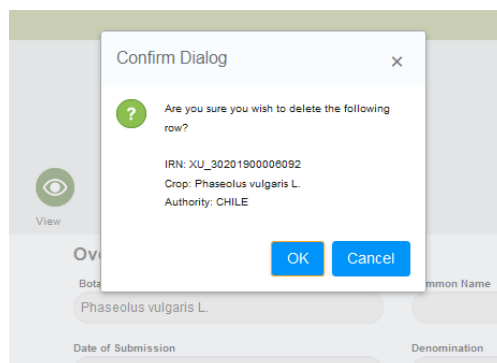 Confirm Dialog ×
? Are you sure you wish to delete the following
row?
IRN: XU_30201900006092
Crop: Phaseolus vulgaris L.
Authority: CHILE
OK Cancel
View
Phaseolus vulgaris L.
Date of Submission Denomination